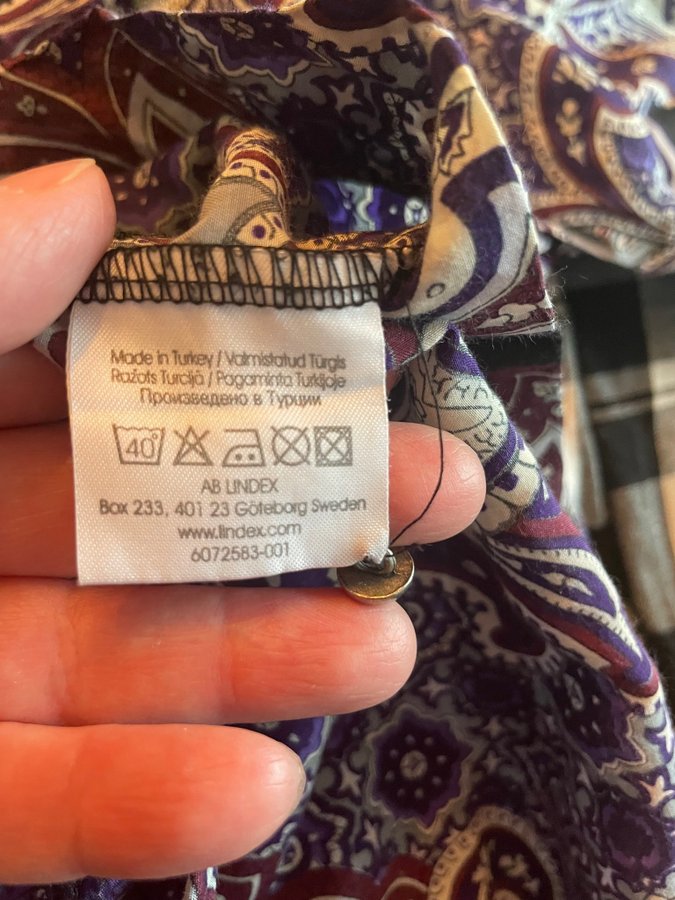 Made in Turkey / Valmistatud Türgis
Ražots Turcijā / Pagaminta Turkijoje
Произведено в Турции
40°
AB LINDEX
Box 233, 401 23 Göteborg Sweden
www.lindex.com
6072583-001